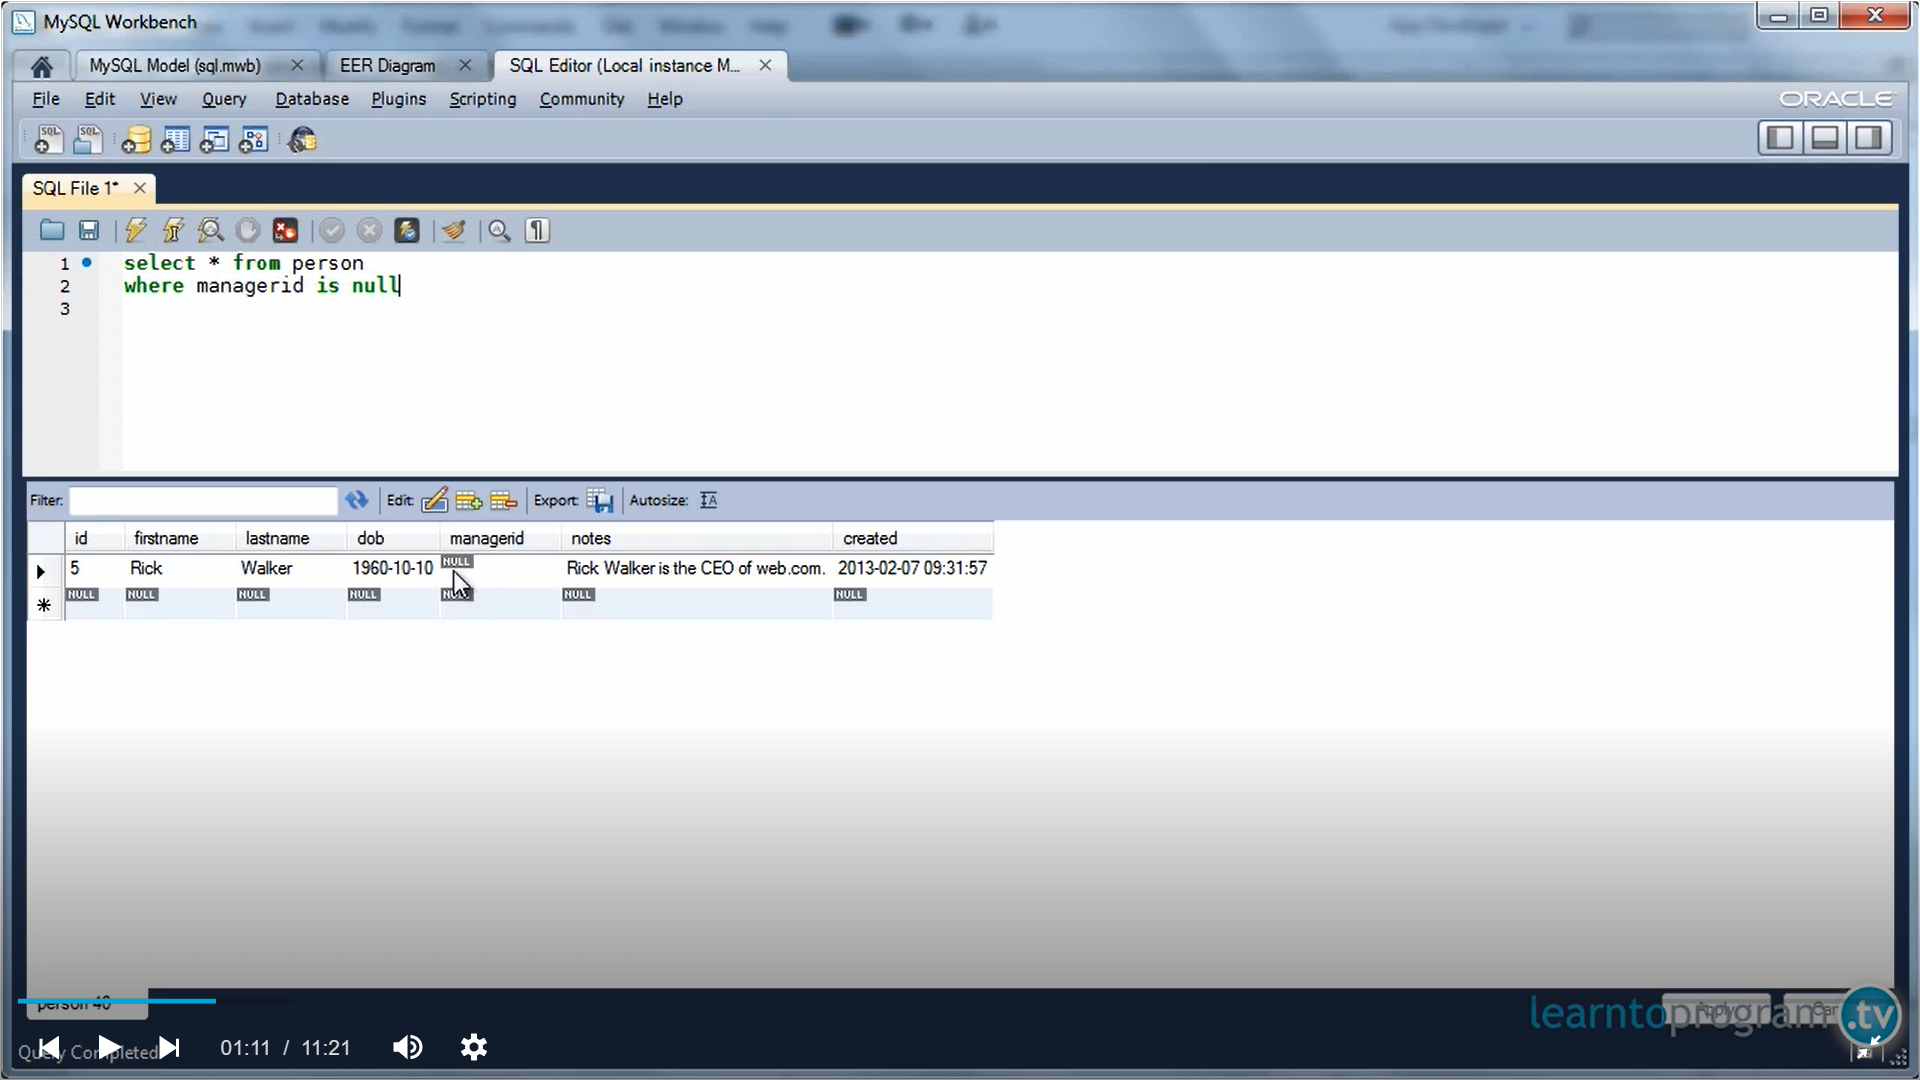 MySQL Workbench
MySQL Model (sql.mwb) EER Diagram SQL Editor (Local instance M...
File Edit View Query Database Plugins Scripting Community Help
ORACLE
SQL SQL
SQL File 1*
1 select * from person
2 where managerid is null
3
Filter: Edit: Export: Autosize:
id firstname lastname dob managerid notes created
5 Rick Walker 1960-10-10 NULL Rick Walker is the CEO of web.com. 2013-02-07 09:31:57
NULL NULL NULL NULL NULL NULL NULL
person 40
Apply
learntoprogram.tv
01:11 / 11:21
Query Completed